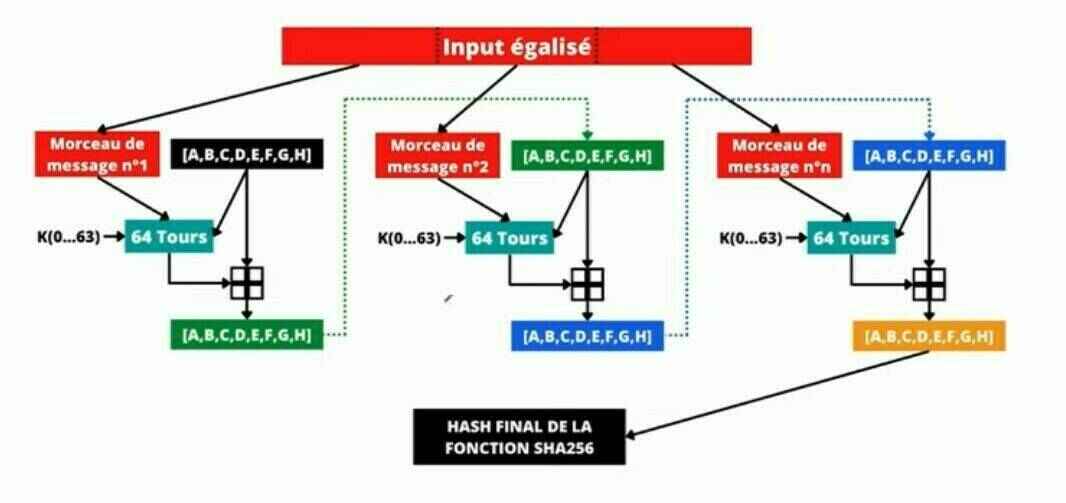 Input égalisé
Morceau de
message n°1
[A,B,C,D,E,F,G,H]
Morceau de
message n°2
[A,B,C,D,E,F,G,H]
Morceau de
message n°n
[A,B,C,D,E,F,G,H]
K(0...63)
64 Tours
K(0...63)
64 Tours
K(0...63)
64 Tours
[A,B,C,D,E,F,G,H]
[A,B,C,D,E,F,G,H]
[A,B,C,D,E,F,G,H]
HASH FINAL DE LA
FONCTION SHA256